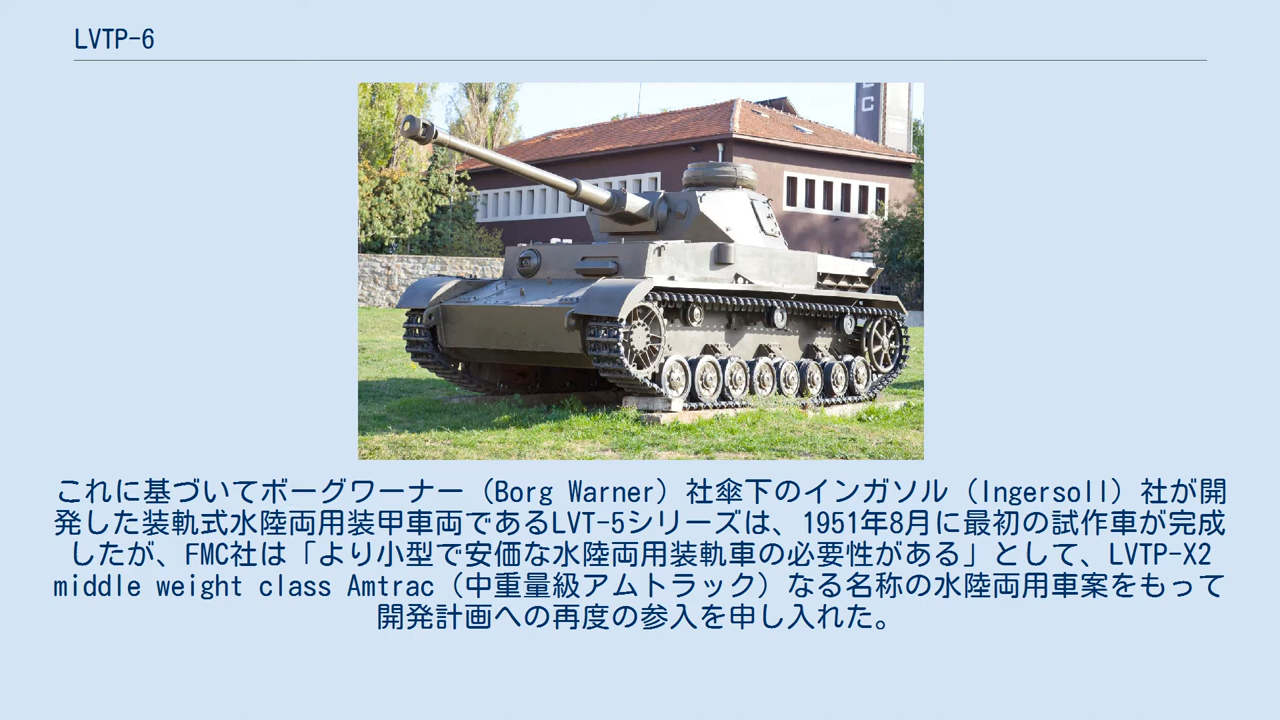 LVTP-6
C
これに基づいてボーグワーナー（Borg Warner）社傘下のインガソル（Ingersoll）社が開
発した装軌式水陸両用装甲車両であるLVT-5シリーズは、1951年8月に最初の試作車が完成
したが、FMC社は「より小型で安価な水陸両用装軌車の必要性がある」として、LVTP-X2
middle weight class Amtrac（中重量級アムトラック）なる名称の水陸両用車案をもって
開発計画への再度の参入を申し入れた。